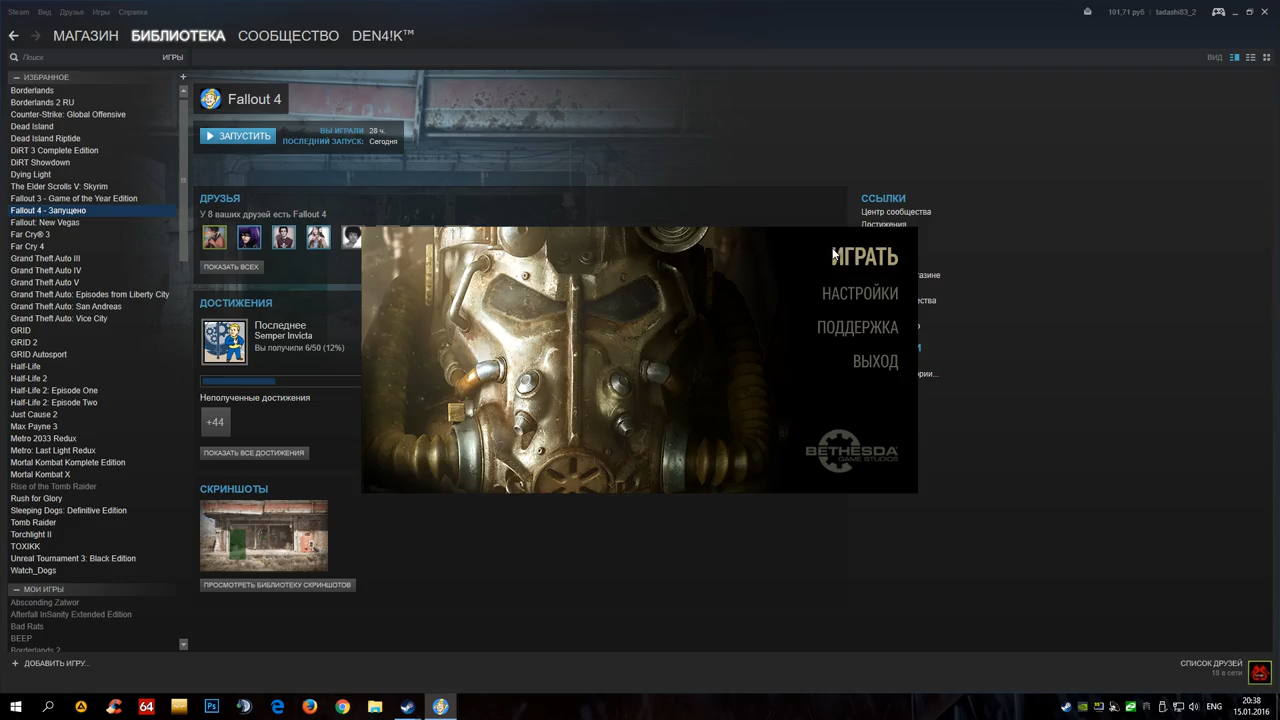 Steam Вид Друзья Игры Справка
101,71 руб tadashi83_2
МАГАЗИН БИБЛИОТЕКА СООБЩЕСТВО DEN4!K™
Поиск ИГРЫ
ВИД
ИЗБРАННОЕ
Borderlands
Borderlands 2 RU
Counter-Strike: Global Offensive
Dead Island
Dead Island Riptide
DiRT 3 Complete Edition
DiRT Showdown
Dying Light
The Elder Scrolls V: Skyrim
Fallout 3 - Game of the Year Edition
Fallout 4 - Запущено
Fallout: New Vegas
Far Cry® 3
Far Cry 4
Grand Theft Auto III
Grand Theft Auto IV
Grand Theft Auto V
Grand Theft Auto: Episodes from Liberty City
Grand Theft Auto: San Andreas
Grand Theft Auto: Vice City
GRID
GRID 2
GRID Autosport
Half-Life
Half-Life 2
Half-Life 2: Episode One
Half-Life 2: Episode Two
Just Cause 2
Max Payne 3
Metro 2033 Redux
Metro: Last Light Redux
Mortal Kombat Komplete Edition
Mortal Kombat X
Rise of the Tomb Raider
Rush for Glory
Sleeping Dogs: Definitive Edition
Tomb Raider
Torchlight II
TOXIKK
Unreal Tournament 3: Black Edition
Watch_Dogs
МОИ ИГРЫ
Absconding Zatwor
Afterfall InSanity Extended Edition
Bad Rats
BEEP
Borderlands 2
ДОБАВИТЬ ИГРУ...
Fallout 4
ЗАПУСТИТЬ
ВЫ ИГРАЛИ 28 ч.
ПОСЛЕДНИЙ ЗАПУСК: Сегодня
ДРУЗЬЯ
У 8 ваших друзей есть Fallout 4
ПОКАЗАТЬ ВСЕХ
ДОСТИЖЕНИЯ
Последнее
Semper Invicta
Вы получили 6/50 (12%)
Неполученные достижения
+44
ПОКАЗАТЬ ВСЕ ДОСТИЖЕНИЯ
СКРИНШОТЫ
ПРОСМОТРЕТЬ БИБЛИОТЕКУ СКРИНШОТОВ
ИГРАТЬ
НАСТРОЙКИ
ПОДДЕРЖКА
ВЫХОД
BETHESDA
GAME STUDIOS
ССЫЛКИ
Центр сообщества
Достижения
азине
ества
ории...
СПИСОК ДРУЗЕЙ
18 в сети
64
Ps
ENG
20:38
15.01.2016